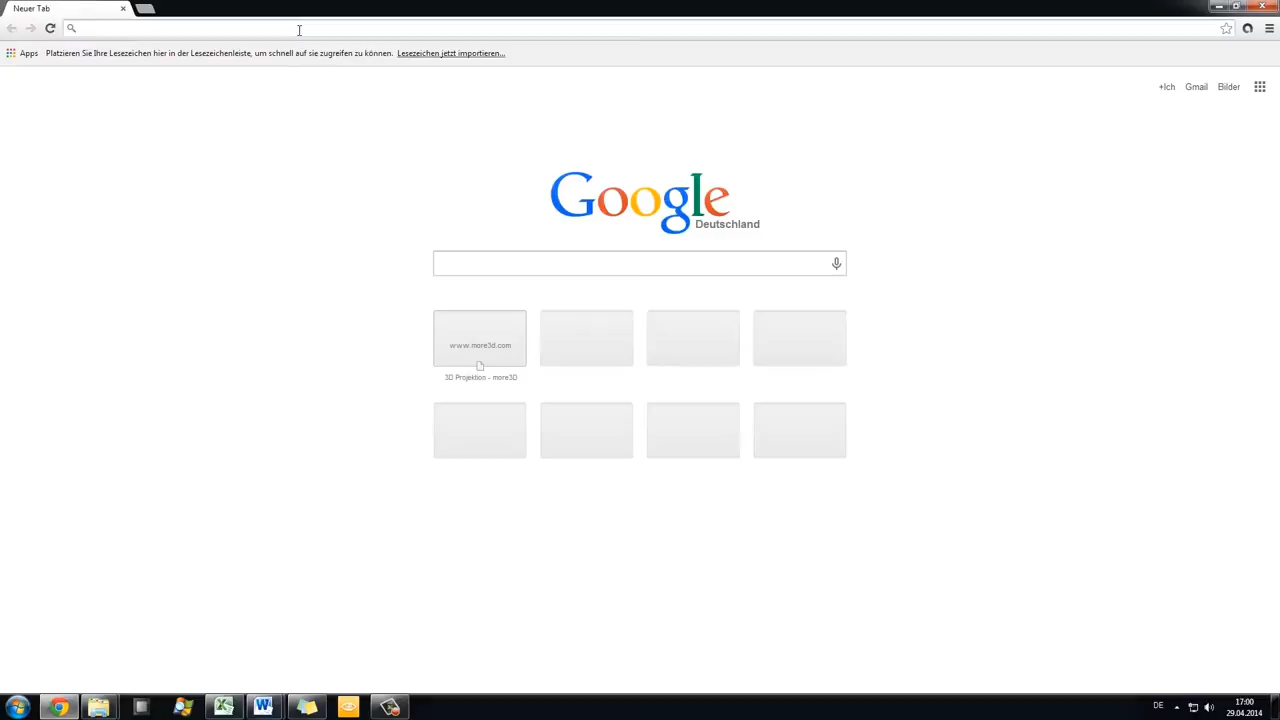 Neuer Tab
Apps Platzieren Sie Ihre Lesezeichen hier in der Lesezeichenleiste, um schnell auf sie zugreifen zu können. Lesezeichen jetzt importieren...
+Ich Gmail Bilder
Google
Deutschland
www.more3d.com
3D Projektion - more3D
DE
17:00
29.04.2014